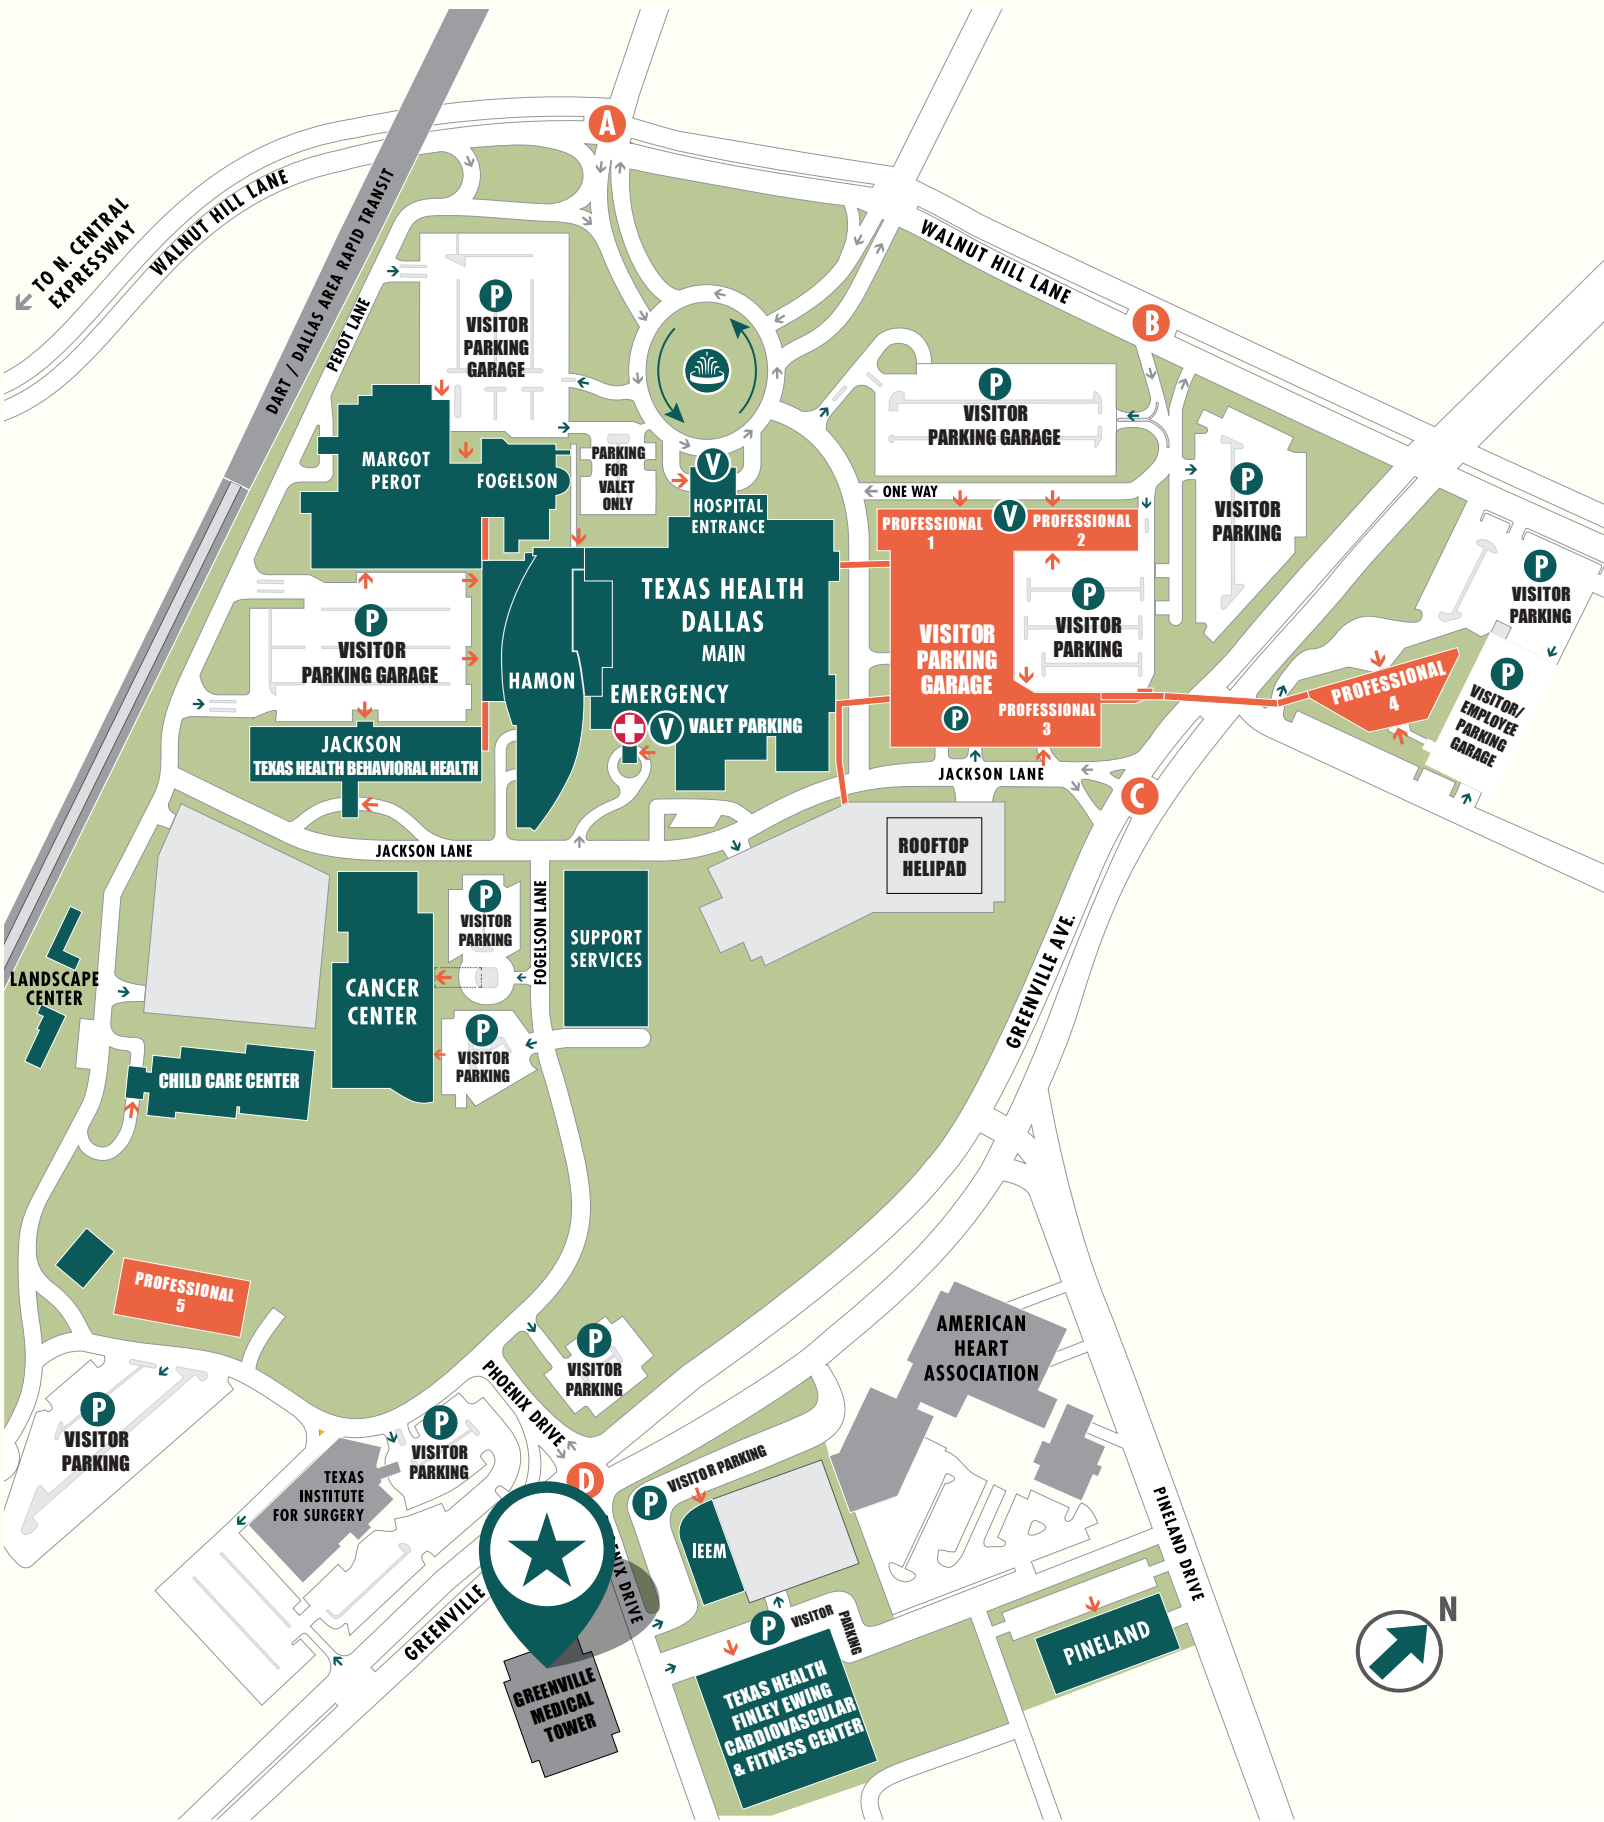 A
TO N. CENTRAL
EXPRESSWAY
WALNUT HILL LANE
DART / DALLAS AREA RAPID TRANSIT
PEROT LANE
WALNUT HILL LANE
B
P
VISITOR
PARKING
GARAGE
P
VISITOR
PARKING GARAGE
MARGOT
PEROT
FOGELSON
PARKING
FOR
VALET
ONLY
V
HOSPITAL
ENTRANCE
ONE WAY
P
VISITOR
PARKING
PROFESSIONAL
1
V
PROFESSIONAL
2
P
VISITOR
PARKING
TEXAS HEALTH
DALLAS
MAIN
P
VISITOR
PARKING
P
VISITOR
PARKING GARAGE
VISITOR
PARKING
GARAGE
P
HAMON
EMERGENCY
V
VALET PARKING
PROFESSIONAL
3
PROFESSIONAL
4
P
VISITOR/
EMPLOYEE
PARKING
GARAGE
JACKSON
TEXAS HEALTH BEHAVIORAL HEALTH
JACKSON LANE
C
JACKSON LANE
ROOFTOP
HELIPAD
P
VISITOR
PARKING
FOGELSON LANE
SUPPORT
SERVICES
GREENVILLE AVE.
LANDSCAPE
CENTER
CANCER
CENTER
P
VISITOR
PARKING
CHILD CARE CENTER
PROFESSIONAL
5
P
VISITOR
PARKING
PHOENIX DRIVE
AMERICAN
HEART
ASSOCIATION
P
VISITOR
PARKING
P
VISITOR
PARKING
D
P
VISITOR PARKING
TEXAS
INSTITUTE
FOR SURGERY
IEEM
PINELAND DRIVE
ENIX DRIVE
GREENVILLE
P
VISITOR
PARKING
PINELAND
N
GREENVILLE
MEDICAL
TOWER
TEXAS HEALTH
FINLEY EWING
CARDIOVASCULAR
& FITNESS CENTER